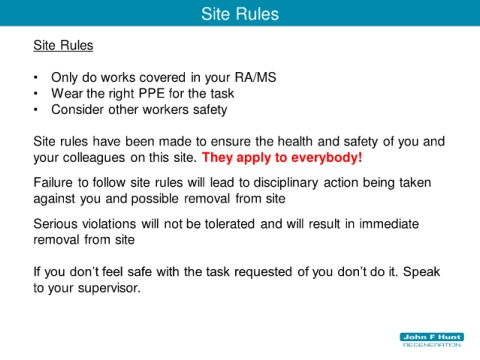 Site Rules
Site Rules
• Only do works covered in your RA/MS
• Wear the right PPE for the task
• Consider other workers safety
Site rules have been made to ensure the health and safety of you and
your colleagues on this site. They apply to everybody!
Failure to follow site rules will lead to disciplinary action being taken
against you and possible removal from site
Serious violations will not be tolerated and will result in immediate
removal from site
If you don’t feel safe with the task requested of you don’t do it. Speak
to your supervisor.
John F Hunt
REGENERATION